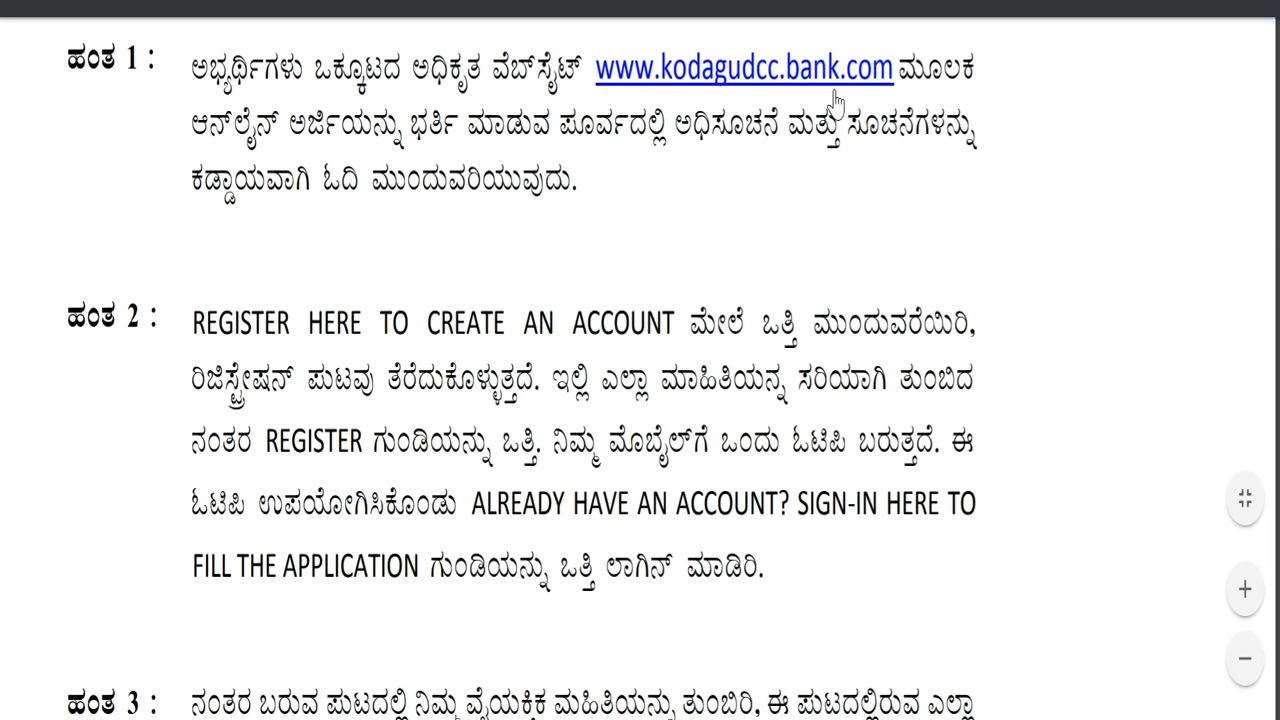 ಹಂತ 1 : ಅಭ್ಯರ್ಥಿಗಳು ಒಕ್ಕೂಟದ ಅಧಿಕೃತ ವೆಬ್‌ಸೈಟ್ www.kodagudcc.bank.com ಮೂಲಕ
ಆನ್‌ಲೈನ್ ಅರ್ಜಿಯನ್ನು ಭರ್ತಿ ಮಾಡುವ ಪೂರ್ವದಲ್ಲಿ ಅಧಿಸೂಚನೆ ಮತ್ತು ಸೂಚನೆಗಳನ್ನು
ಕಡ್ಡಾಯವಾಗಿ ಓದಿ ಮುಂದುವರಿಯುವುದು.
ಹಂತ 2 : REGISTER HERE TO CREATE AN ACCOUNT ಮೇಲೆ ಒತ್ತಿ ಮುಂದುವರೆಯಿರಿ,
ರಿಜಿಸ್ಟ್ರೇಷನ್ ಪುಟವು ತೆರೆದುಕೊಳ್ಳುತ್ತದೆ. ಇಲ್ಲಿ ಎಲ್ಲಾ ಮಾಹಿತಿಯನ್ನ ಸರಿಯಾಗಿ ತುಂಬಿದ
ನಂತರ REGISTER ಗುಂಡಿಯನ್ನು ಒತ್ತಿ. ನಿಮ್ಮ ಮೊಬೈಲ್‌ಗೆ ಒಂದು ಓಟಿಪಿ ಬರುತ್ತದೆ. ಈ
ಓಟಿಪಿ ಉಪಯೋಗಿಸಿಕೊಂಡು ALREADY HAVE AN ACCOUNT? SIGN-IN HERE TO
FILL THE APPLICATION ಗುಂಡಿಯನ್ನು ಒತ್ತಿ ಲಾಗಿನ್ ಮಾಡಿರಿ.
ಹಂತ 3 : ನಂತರ ಬರುವ ಪುಟದಲ್ಲಿ ನಿಮ್ಮ ವೈಯಕ್ತಿಕ ಮಹಿತಿಯನ್ನು ತುಂಬಿರಿ, ಈ ಪುಟದಲ್ಲಿರುವ ಎಲ್ಲಾ